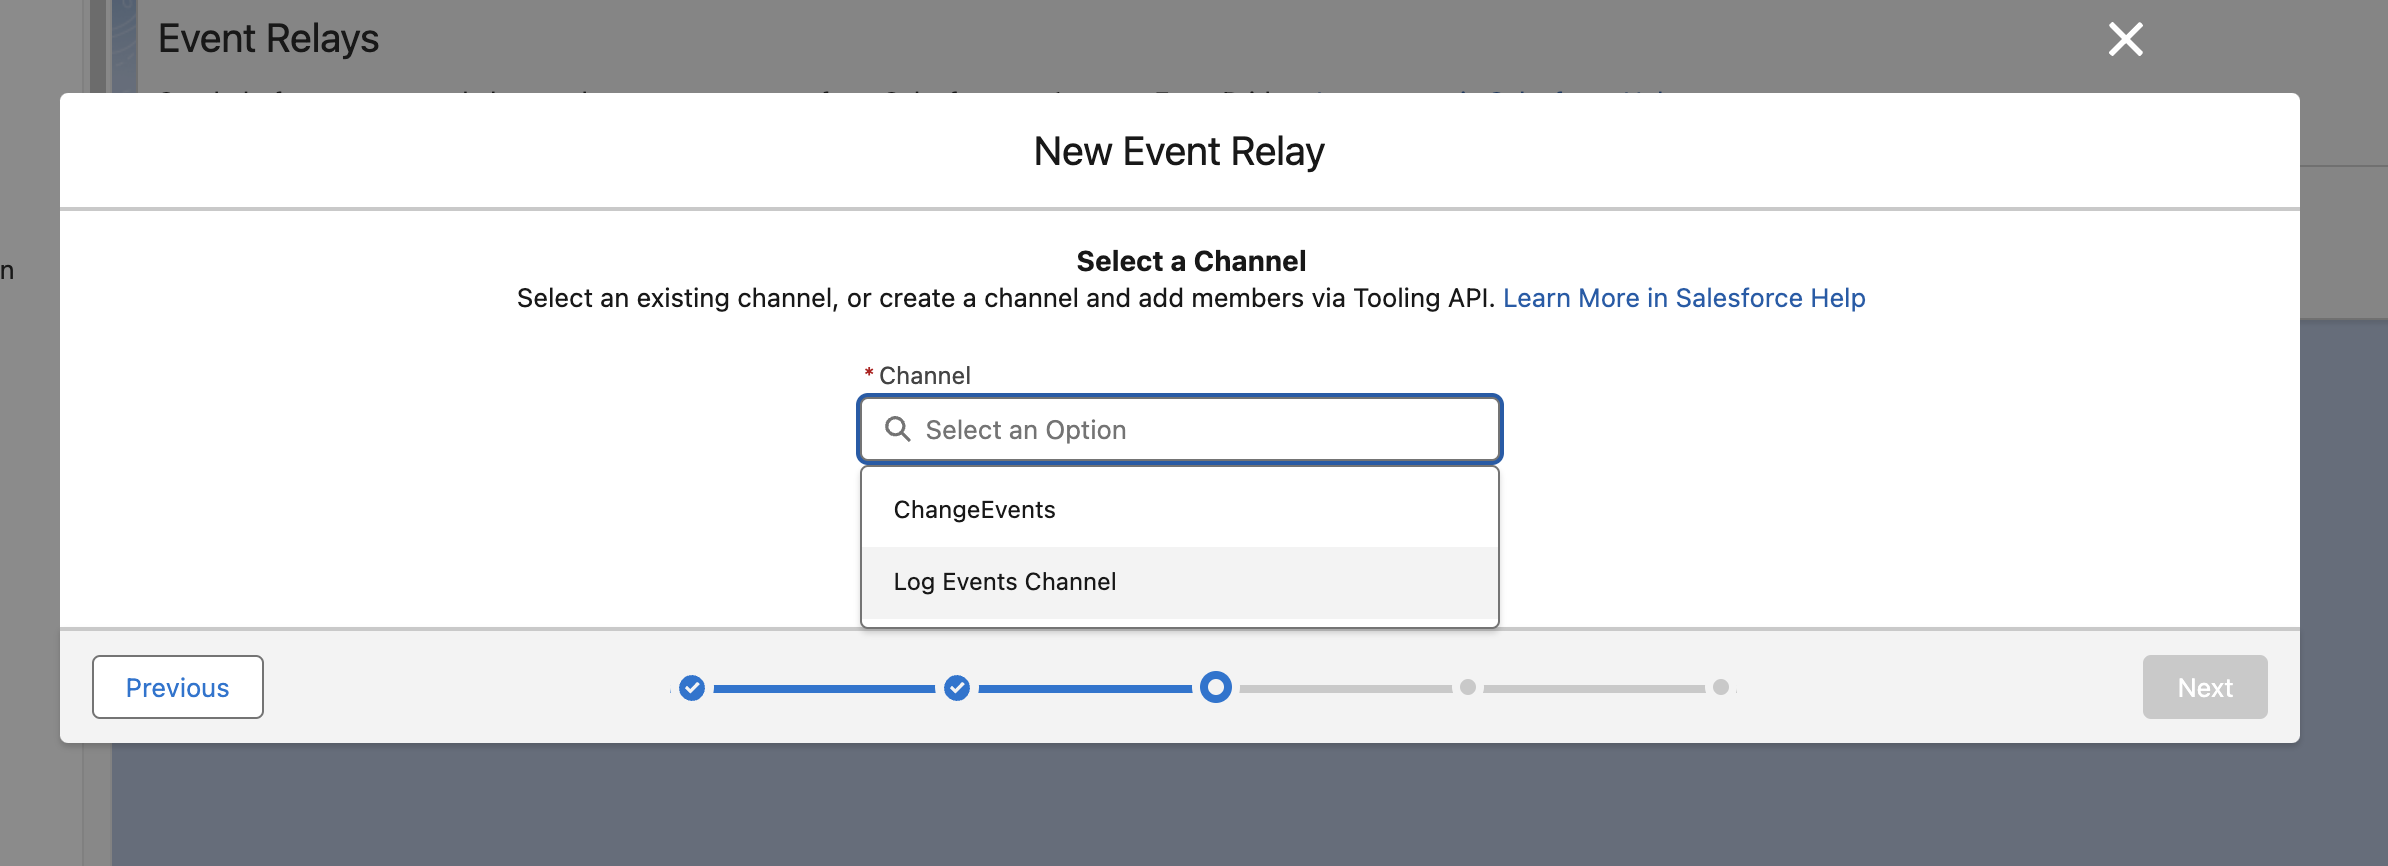 Event Relays
New Event Relay
Select a Channel
Select an existing channel, or create a channel and add members via Tooling API. Learn More in Salesforce Help
n
* Channel
Select an Option
ChangeEvents
Log Events Channel
Previous
Next